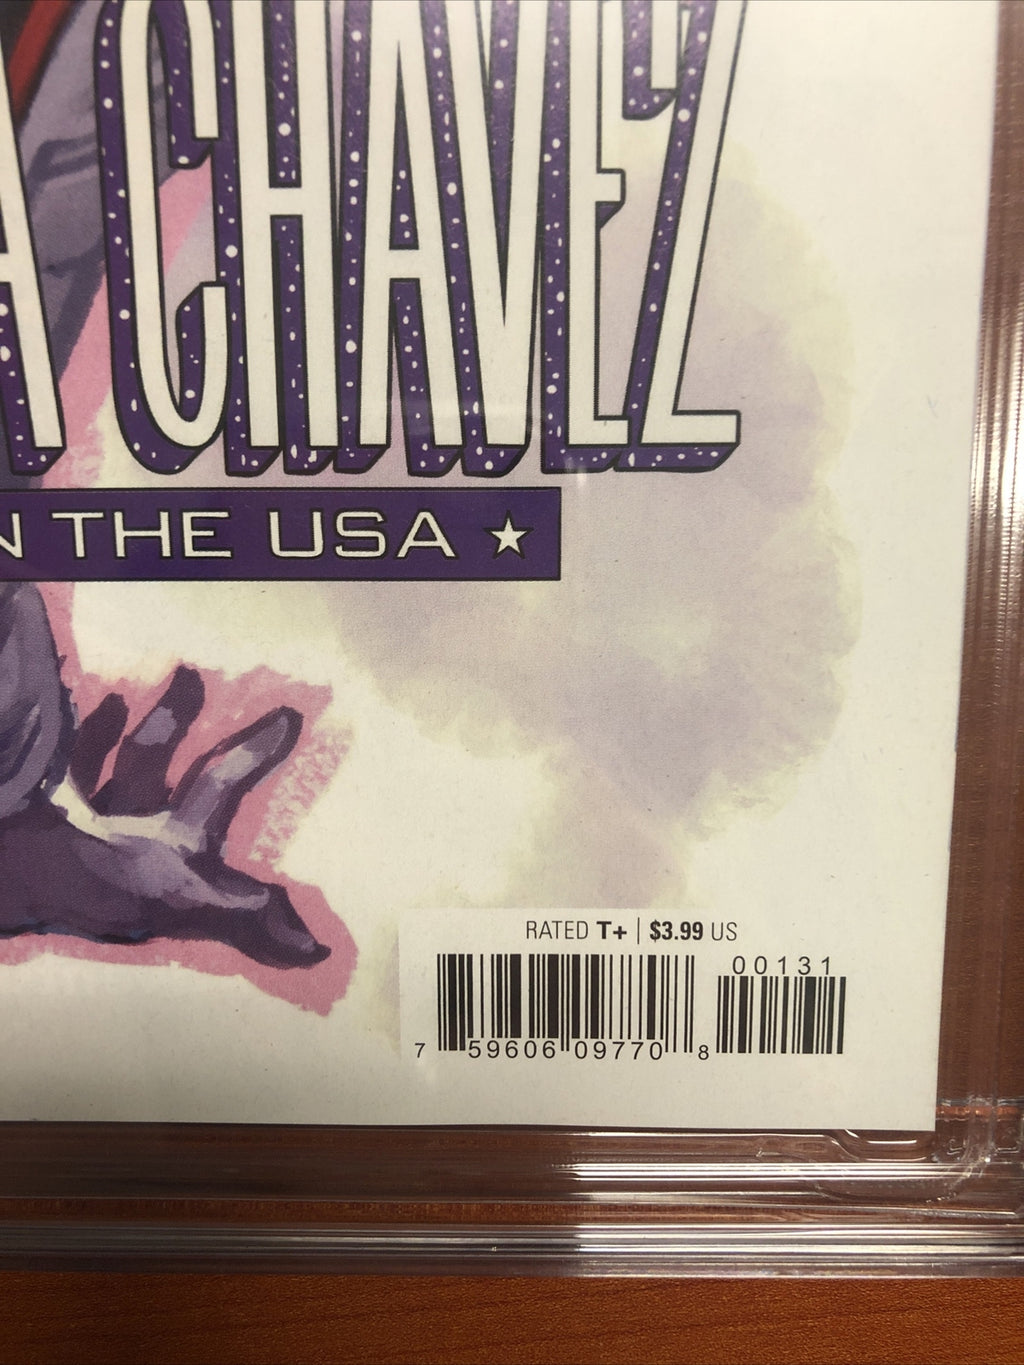 A CHAVEZ
N THE USA
RATED T+ | $3.99 US
00131
7 59606 09770 8